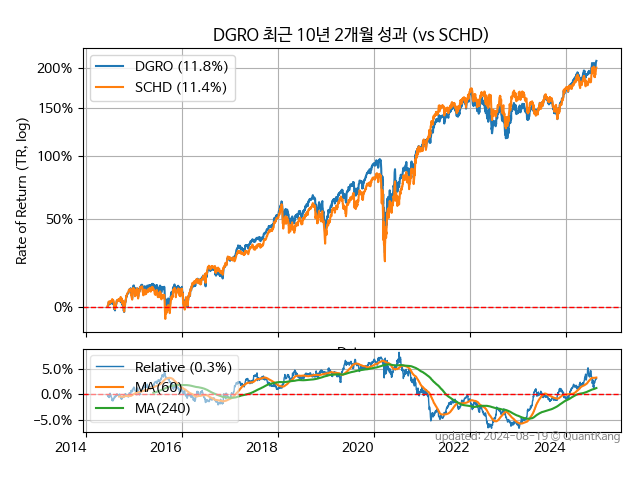 DGRO 최근 10년 2개월 성과 (vs SCHD)
Rate of Return (TR, log)
200%
150%
100%
50%
0%
DGRO (11.8%)
SCHD (11.4%)
5.0%
0.0%
−5.0%
Relative (0.3%)
MA(60)
MA(240)
2014 2016 2018 2020 2022 2024
updated: 2024-08-19 © QuantKang